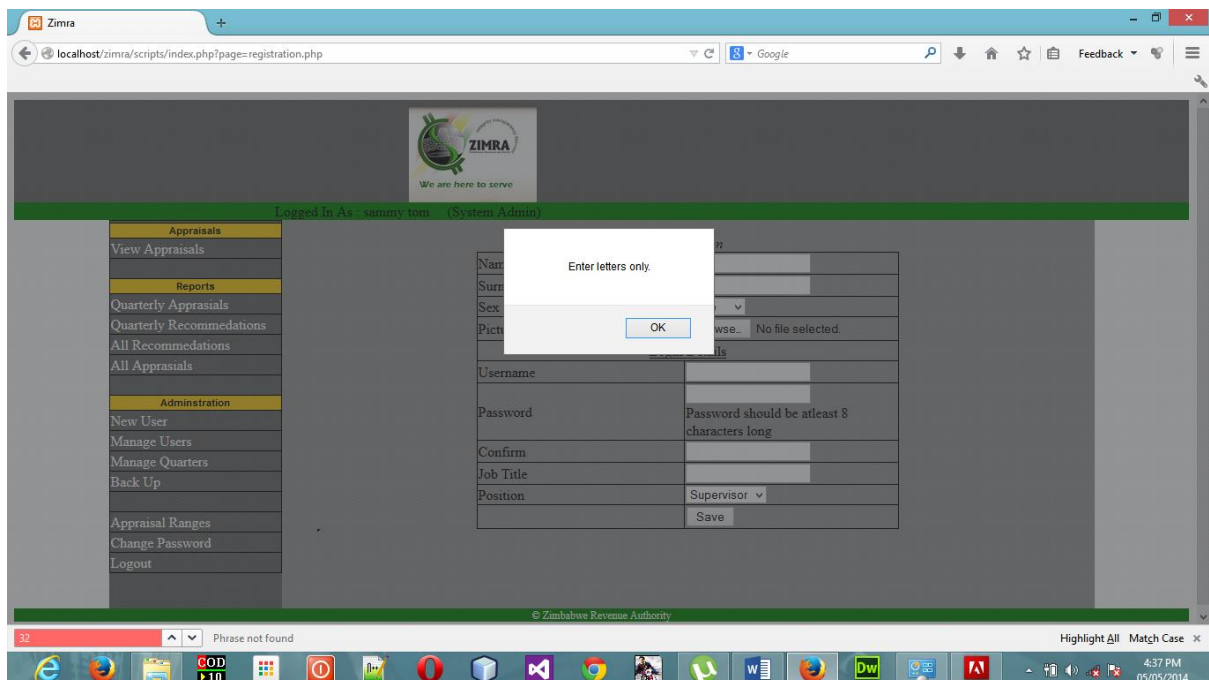 Zimra
localhost/zimra/scripts/index.php?page=registration.php
Google
Feedback
ZIMRA
We are here to serve
Logged In As : sammy tom (System Admin)
Appraisals
View Appraisals
Reports
Quarterly Apprasials
Quarterly Recommedations
All Recommedations
All Apprasials
Adminstration
New User
Manage Users
Manage Quarters
Back Up
Appraisal Ranges
Change Password
Logout
Enter letters only.
OK
No file selected.
Username
Password
Password should be atleast 8
characters long
Confirm
Job Title
Position Supervisor
Save
© Zimbabwe Revenue Authority
32 Phrase not found Highlight All Match Case
COD
10
Dw
4:37 PM
05/05/2014